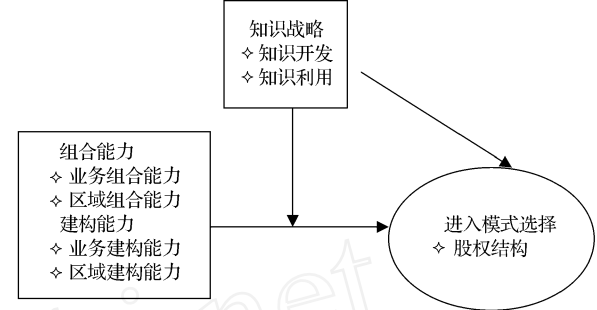 知识战略
✧ 知识开发
✧ 知识利用
组合能力
✧ 业务组合能力
✧ 区域组合能力
建构能力
✧ 业务建构能力
✧ 区域建构能力
进入模式选择
✧ 股权结构